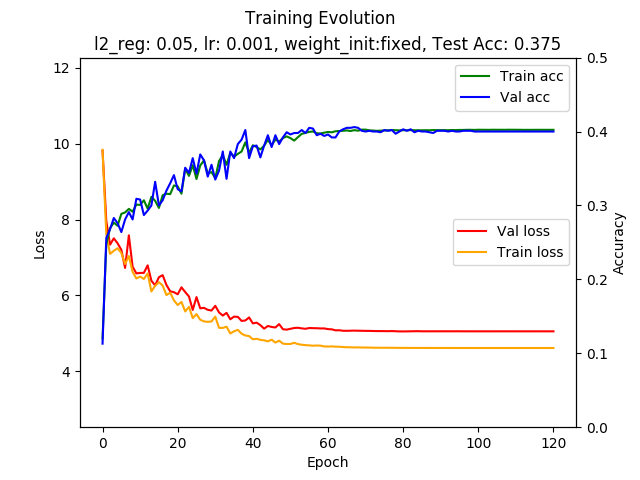 Training Evolution
l2_reg: 0.05, lr: 0.001, weight_init:fixed, Test Acc: 0.375
12
10
8
6
4
Loss
0.5
0.4
0.3
0.2
0.1
0.0
Accuracy
Train acc
Val acc
Val loss
Train loss
0 20 40 60 80 100 120
Epoch